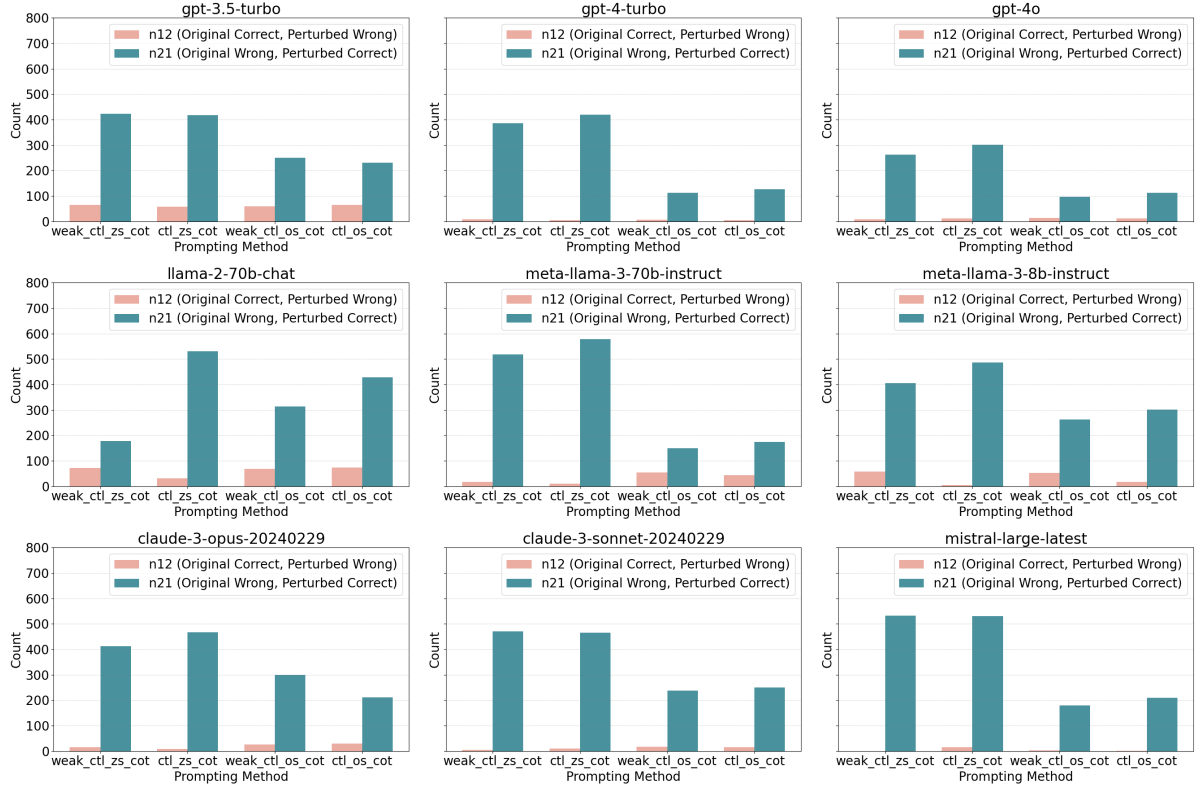 gpt-3.5-turbo
800
700
600
500
400
300
200
100
0
Count
n12 (Original Correct, Perturbed Wrong)
n21 (Original Wrong, Perturbed Correct)
weak_ctl_zs_cot ctl_zs_cot weak_ctl_os_cot ctl_os_cot
Prompting Method
gpt-4-turbo
Count
n12 (Original Correct, Perturbed Wrong)
n21 (Original Wrong, Perturbed Correct)
weak_ctl_zs_cot ctl_zs_cot weak_ctl_os_cot ctl_os_cot
Prompting Method
gpt-4o
Count
n12 (Original Correct, Perturbed Wrong)
n21 (Original Wrong, Perturbed Correct)
weak_ctl_zs_cot ctl_zs_cot weak_ctl_os_cot ctl_os_cot
Prompting Method
llama-2-70b-chat
800
700
600
500
400
300
200
100
0
Count
n12 (Original Correct, Perturbed Wrong)
n21 (Original Wrong, Perturbed Correct)
weak_ctl_zs_cot ctl_zs_cot weak_ctl_os_cot ctl_os_cot
Prompting Method
meta-llama-3-70b-instruct
Count
n12 (Original Correct, Perturbed Wrong)
n21 (Original Wrong, Perturbed Correct)
weak_ctl_zs_cot ctl_zs_cot weak_ctl_os_cot ctl_os_cot
Prompting Method
meta-llama-3-8b-instruct
Count
n12 (Original Correct, Perturbed Wrong)
n21 (Original Wrong, Perturbed Correct)
weak_ctl_zs_cot ctl_zs_cot weak_ctl_os_cot ctl_os_cot
Prompting Method
claude-3-opus-20240229
800
700
600
500
400
300
200
100
0
Count
n12 (Original Correct, Perturbed Wrong)
n21 (Original Wrong, Perturbed Correct)
weak_ctl_zs_cot ctl_zs_cot weak_ctl_os_cot ctl_os_cot
Prompting Method
claude-3-sonnet-20240229
Count
n12 (Original Correct, Perturbed Wrong)
n21 (Original Wrong, Perturbed Correct)
weak_ctl_zs_cot ctl_zs_cot weak_ctl_os_cot ctl_os_cot
Prompting Method
mistral-large-latest
Count
n12 (Original Correct, Perturbed Wrong)
n21 (Original Wrong, Perturbed Correct)
weak_ctl_zs_cot ctl_zs_cot weak_ctl_os_cot ctl_os_cot
Prompting Method